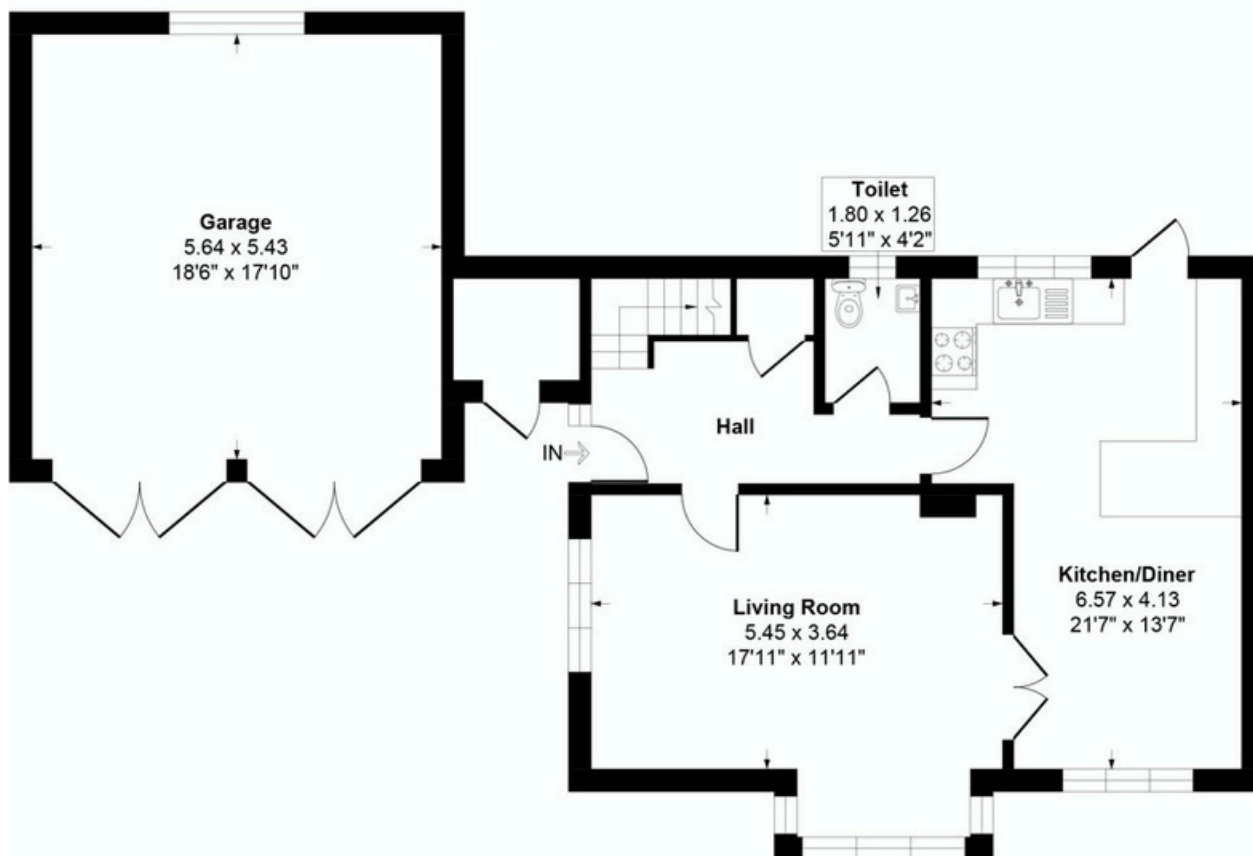 Toilet
1.80 x 1.26
5'11" x 4'2"
Garage
5.64 x 5.43
18'6" x 17'10"
Hall
IN
Kitchen/Diner
6.57 x 4.13
21'7" x 13'7"
Living Room
5.45 x 3.64
17'11" x 11'11"